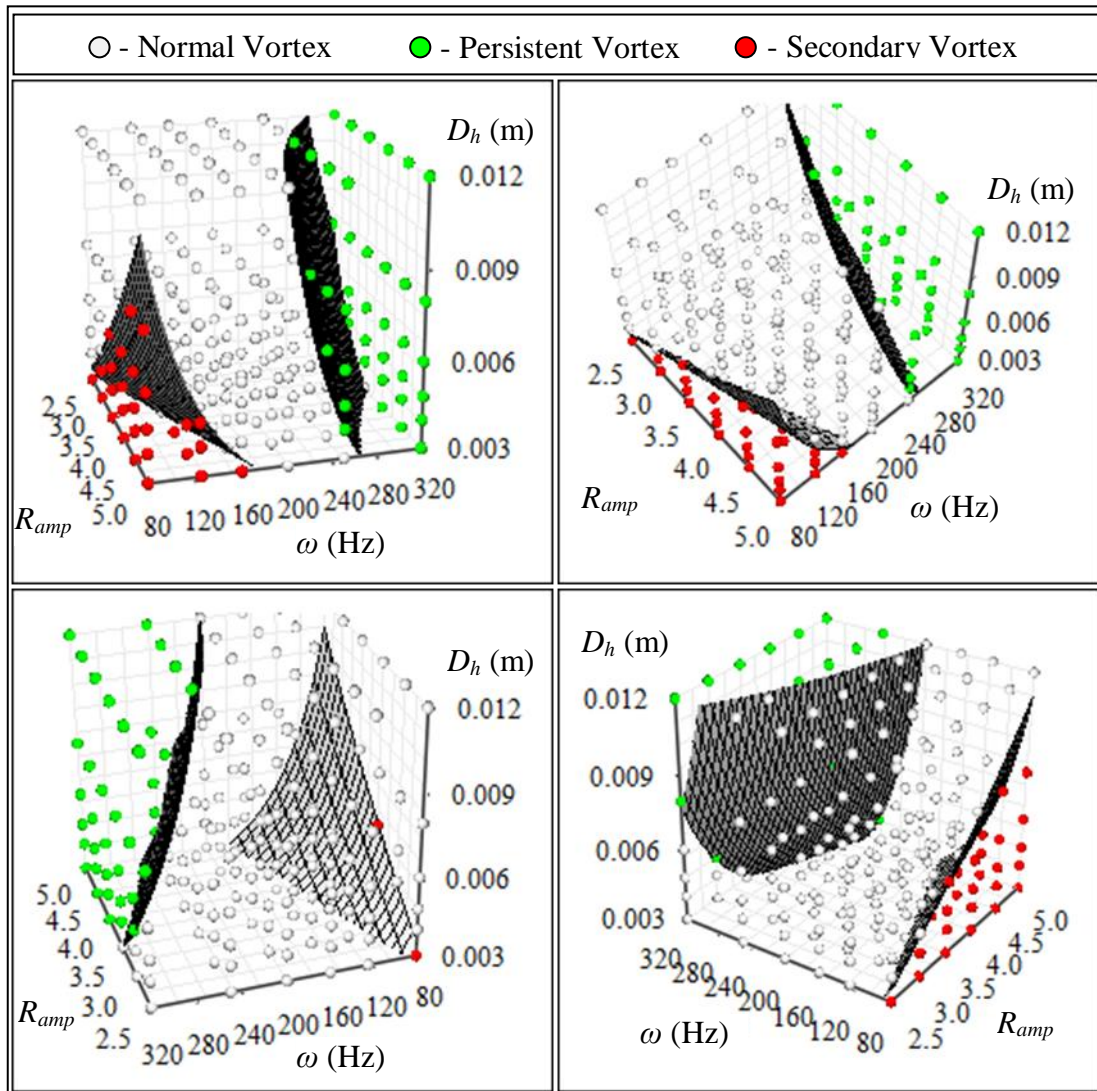 - Normal Vortex - Persistent Vortex - Secondary Vortex
D_h (m)
0.012
0.009
0.006
0.003
2.5
3.0
3.5
4.0
4.5
5.0
R_amp
80 120 160 200 240 280 320
ω (Hz)
D_h (m)
0.012
0.009
0.006
0.003
2.5
3.0
3.5
4.0
4.5
5.0
R_amp
80 120 160 200 240 280 320
ω (Hz)
D_h (m)
0.012
0.009
0.006
0.003
5.0
4.5
4.0
3.5
3.0
2.5
R_amp
320 280 240 200 160 120 80
ω (Hz)
D_h (m)
0.012
0.009
0.006
0.003
320 280 240 200 160 120 80
ω (Hz)
5.0
4.5
4.0
3.5
3.0
2.5
R_amp